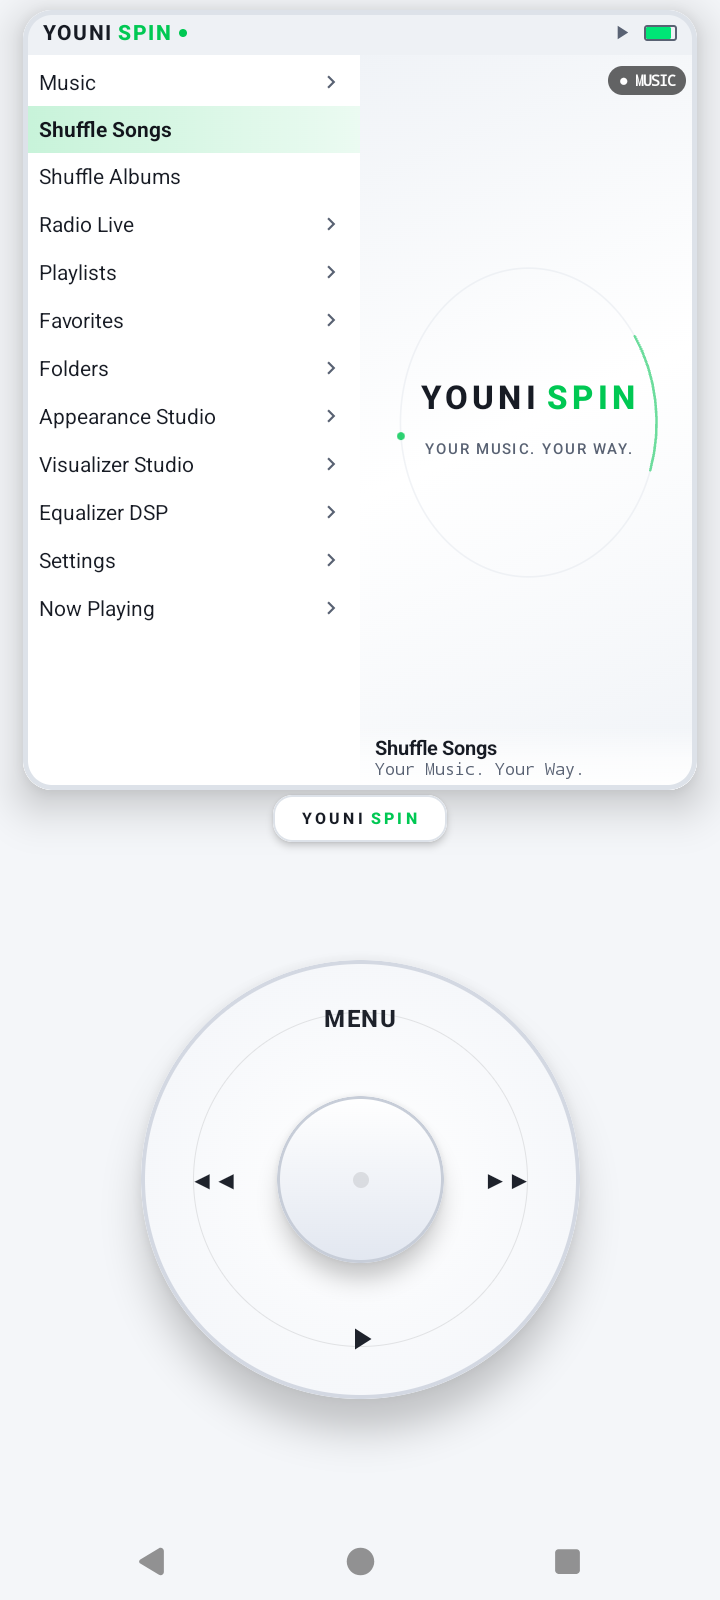 YOUNI SPIN
Music
Shuffle Songs
Shuffle Albums
Radio Live
Playlists
Favorites
Folders
Appearance Studio
Visualizer Studio
Equalizer DSP
Settings
Now Playing
MUSIC
YOUNI SPIN
YOUR MUSIC. YOUR WAY.
Shuffle Songs
Your Music. Your Way.
YOUNI SPIN
MENU